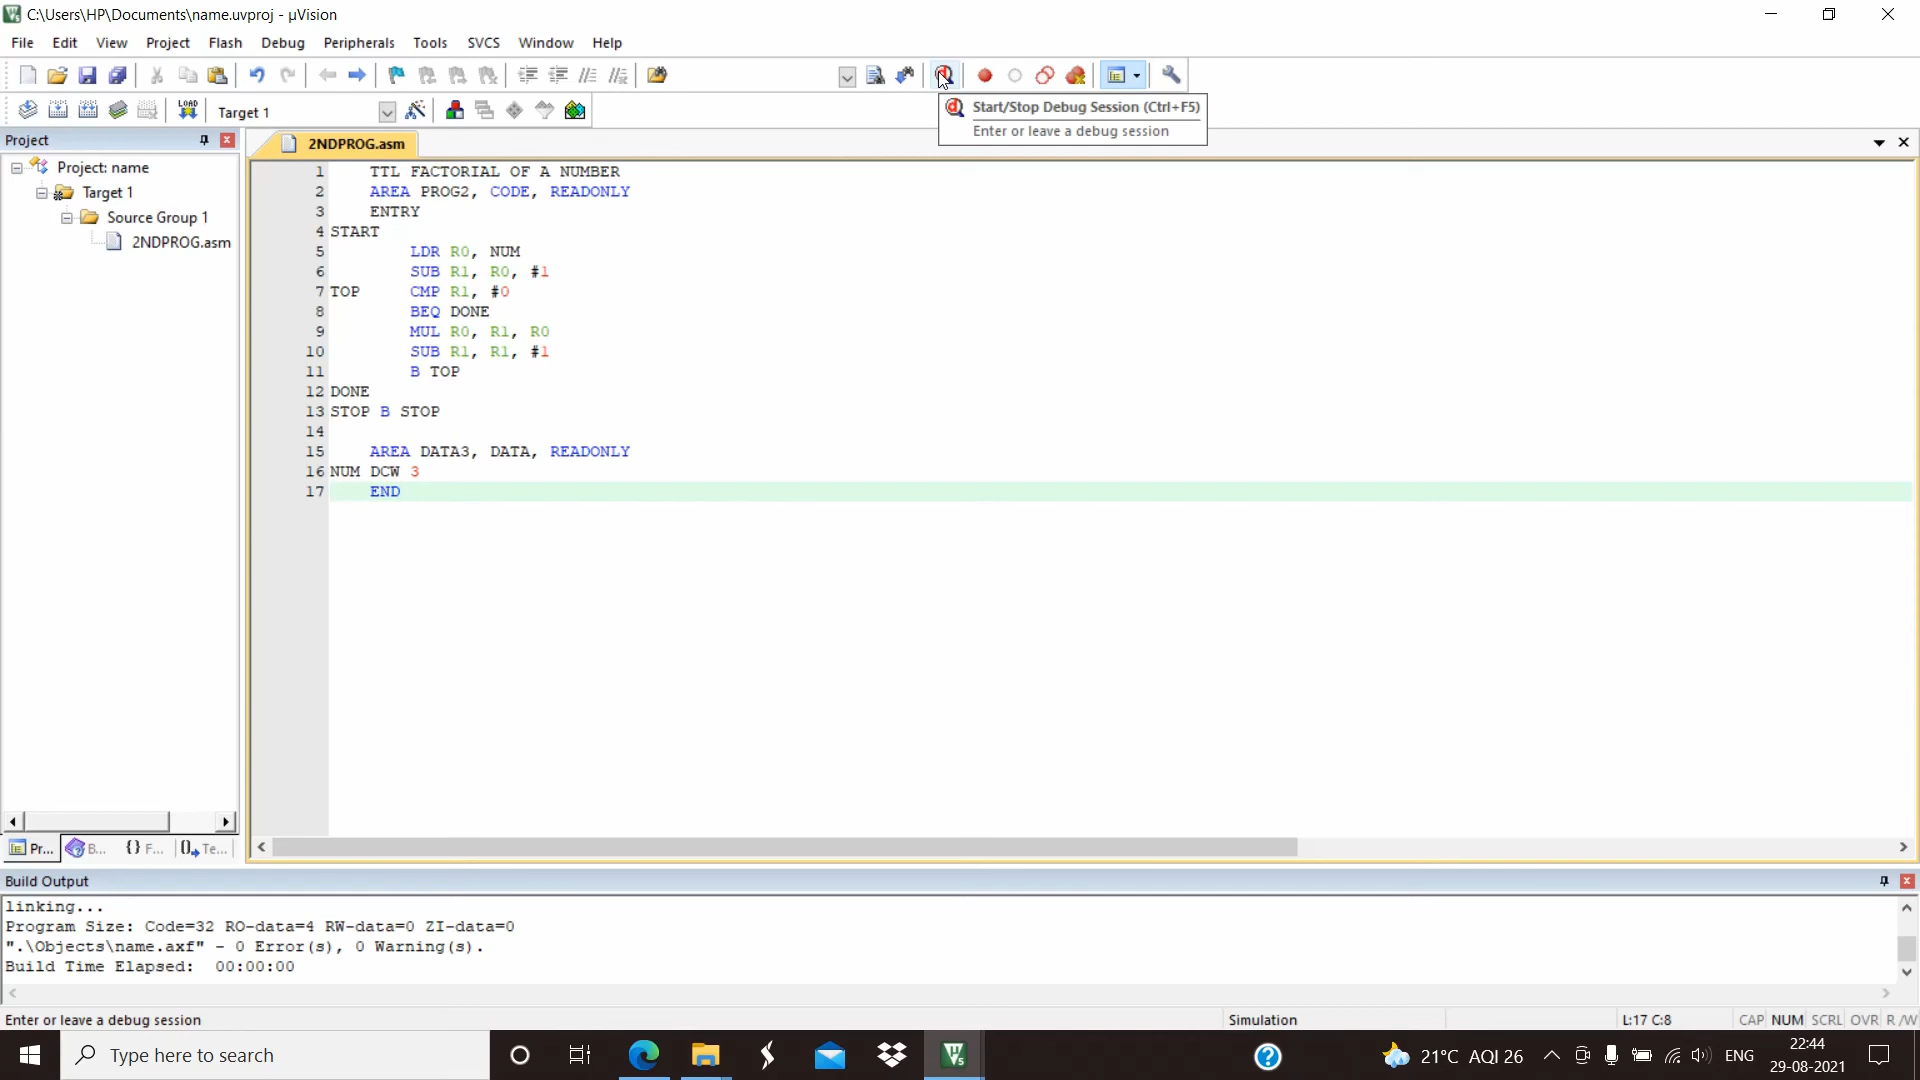 C:\Users\HP\Documents\name.uvproj - µVision
File Edit View Project Flash Debug Peripherals Tools SVCS Window Help
Start/Stop Debug Session (Ctrl+F5)
Enter or leave a debug session
LOAD Target 1
Project
Project: name
Target 1
Source Group 1
2NDPROG.asm
2NDPROG.asm
1 TTL FACTORIAL OF A NUMBER
2 AREA PROG2, CODE, READONLY
3 ENTRY
4 START
5 LDR R0, NUM
6 SUB R1, R0, #1
7 TOP CMP R1, #0
8 BEQ DONE
9 MUL R0, R1, R0
10 SUB R1, R1, #1
11 B TOP
12 DONE
13 STOP B STOP
14
15 AREA DATA3, DATA, READONLY
16 NUM DCW 3
17 END
Pr... B... {} F... Te...
Build Output
linking...
Program Size: Code=32 RO-data=4 RW-data=0 ZI-data=0
".\Objects\name.axf" - 0 Error(s), 0 Warning(s).
Build Time Elapsed: 00:00:00
Enter or leave a debug session Simulation L:17 C:8 CAP NUM SCRL OVR R/W
Type here to search 21°C AQI 26 ENG 22:44
29-08-2021